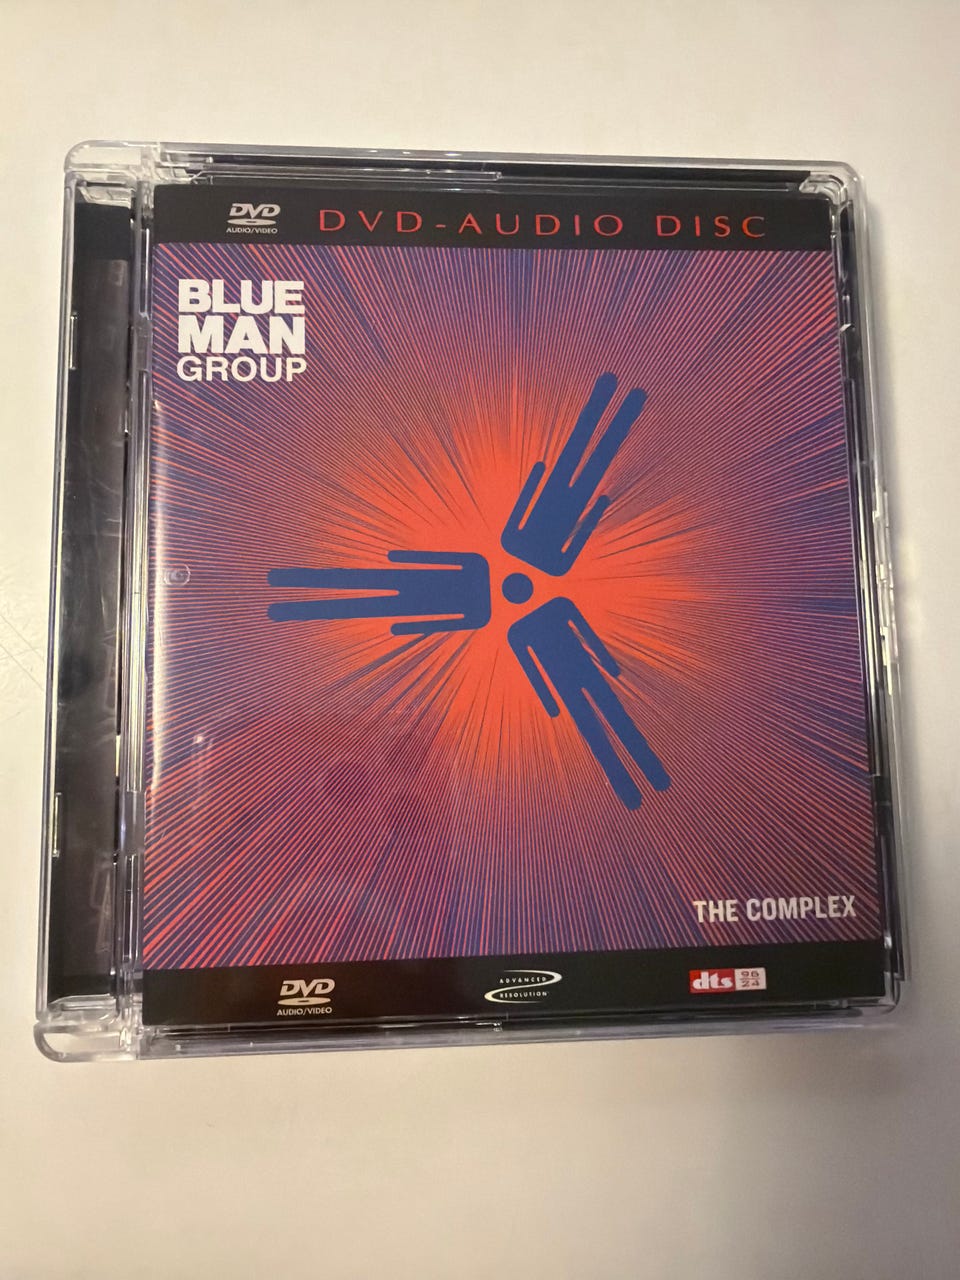 DVD
AUDIO/VIDEO
DVD-AUDIO DISC
BLUE
MAN
GROUP
THE COMPLEX
DVD
AUDIO/VIDEO
ADVANCED
RESOLUTION
dts 96
24